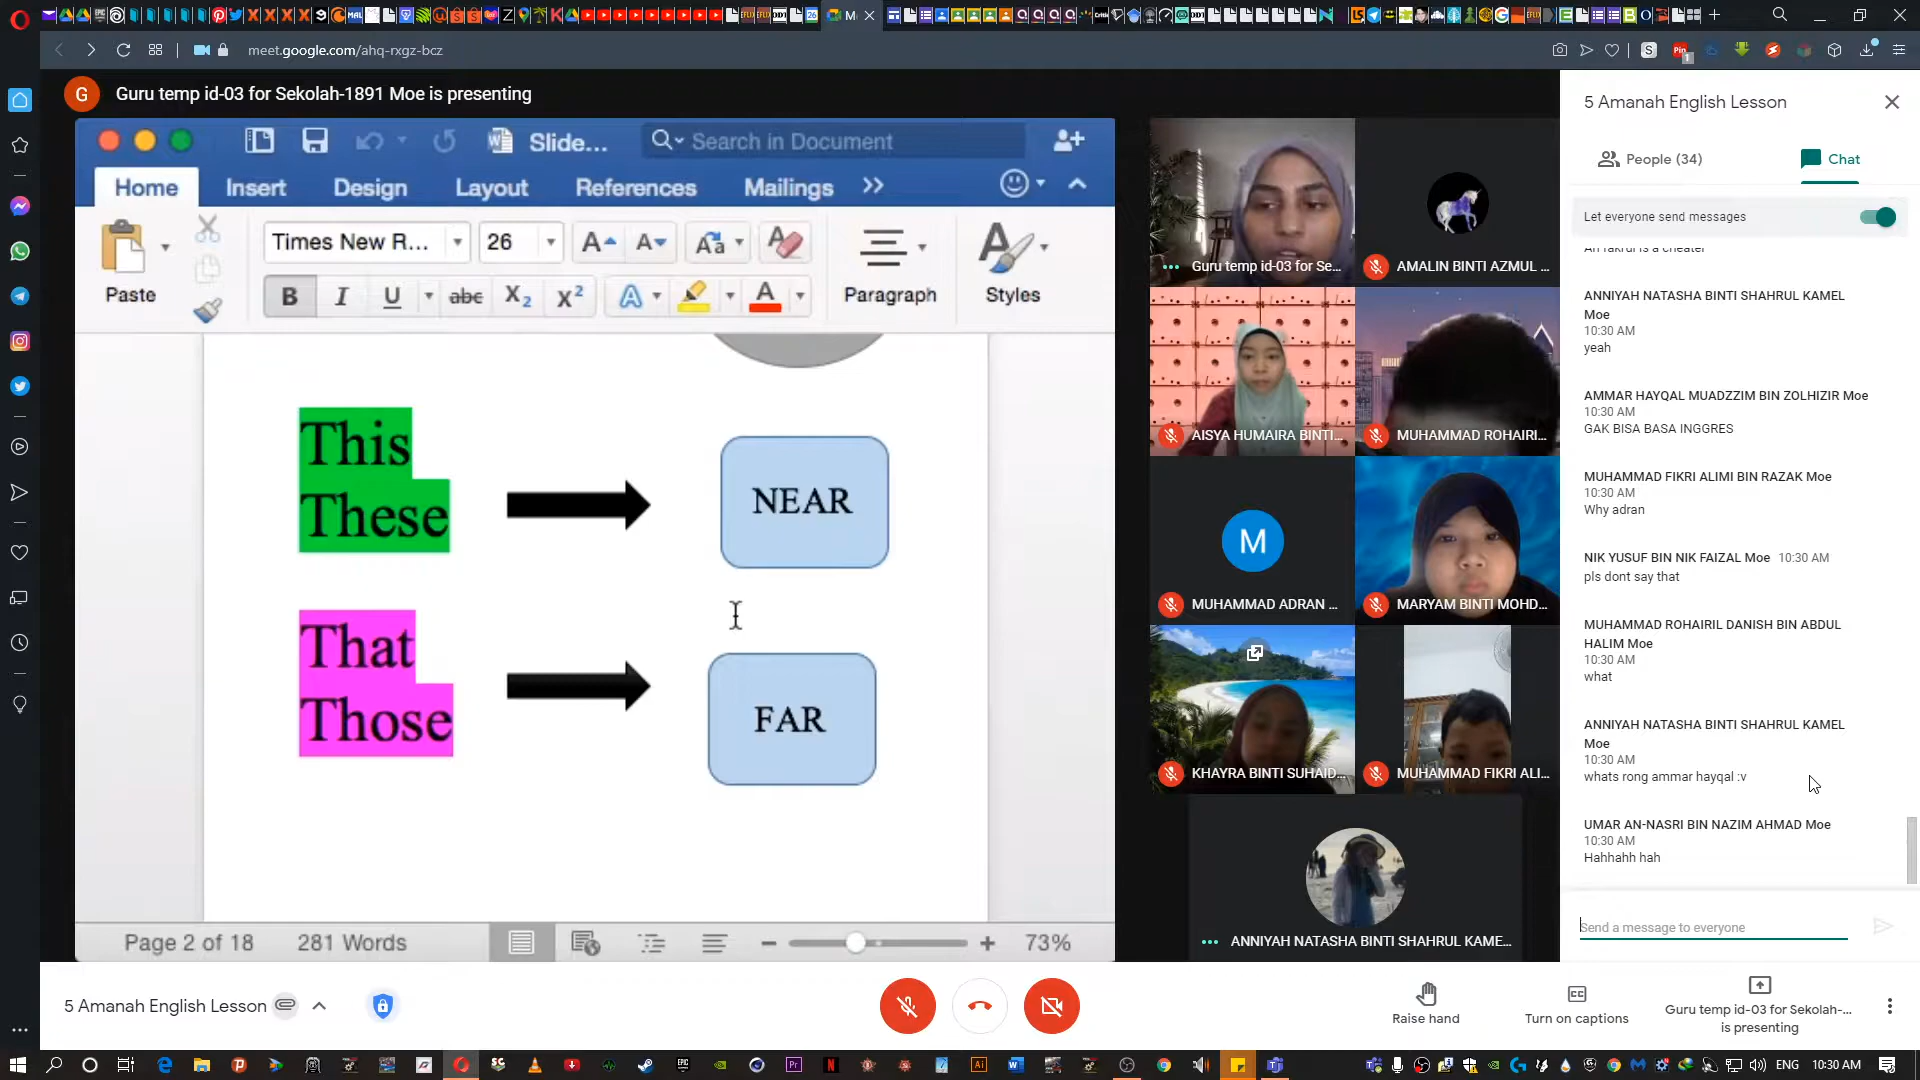 meet.google.com/ahq-rxgz-bcz
G
Guru temp id-03 for Sekolah-1891 Moe is presenting
Slide...
Search in Document
Home
Insert
Design
Layout
References
Mailings
Paste
Times New R...
26
B
I
U
abc
X2
X2
A
Paragraph
Styles
This
These
NEAR
That
Those
FAR
Page 2 of 18
281 Words
73%
Guru temp id-03 for Se...
AMALIN BINTI AZMUL ...
AISYA HUMAIRA BINTI...
MUHAMMAD ROHAIRI...
M
MUHAMMAD ADRAN ...
MARYAM BINTI MOHD...
KHAYRA BINTI SUHAID...
MUHAMMAD FIKRI ALI...
ANNIYAH NATASHA BINTI SHAHRUL KAME...
5 Amanah English Lesson
People (34)
Chat
Let everyone send messages
An fakrul is a cheater
ANNIYAH NATASHA BINTI SHAHRUL KAMEL
Moe
10:30 AM
yeah
AMMAR HAYQAL MUADZZIM BIN ZOLHIZIR Moe
10:30 AM
GAK BISA BASA INGGRES
MUHAMMAD FIKRI ALIMI BIN RAZAK Moe
10:30 AM
Why adran
NIK YUSUF BIN NIK FAIZAL Moe 10:30 AM
pls dont say that
MUHAMMAD ROHAIRIL DANISH BIN ABDUL
HALIM Moe
10:30 AM
what
ANNIYAH NATASHA BINTI SHAHRUL KAMEL
Moe
10:30 AM
whats rong ammar hayqal :v
UMAR AN-NASRI BIN NAZIM AHMAD Moe
10:30 AM
Hahhahh hah
Send a message to everyone
5 Amanah English Lesson
Raise hand
Turn on captions
Guru temp id-03 for Sekolah-...
is presenting
ENG
10:30 AM